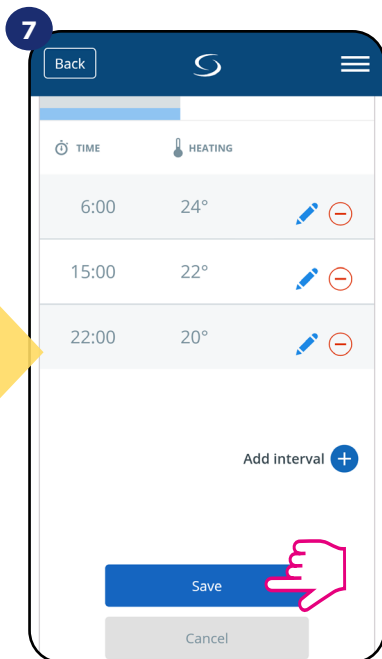 7
Back
TIME HEATING
6:00 24°
15:00 22°
22:00 20°
Add interval
Save
Cancel